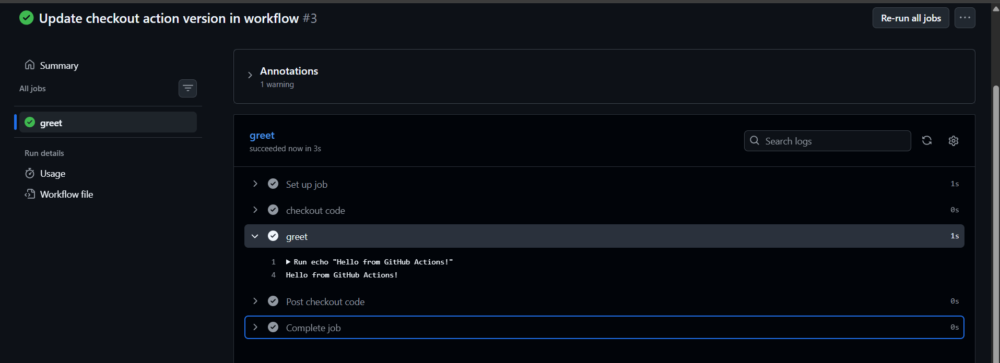 Update checkout action version in workflow #3
Re-run all jobs
Summary
All jobs
greet
Run details
Usage
Workflow file
Annotations
1 warning
greet
succeeded now in 3s
Search logs
Set up job 1s
checkout code 0s
greet 1s
1 Run echo "Hello from GitHub Actions!"
4 Hello from GitHub Actions!
Post checkout code 0s
Complete job 0s